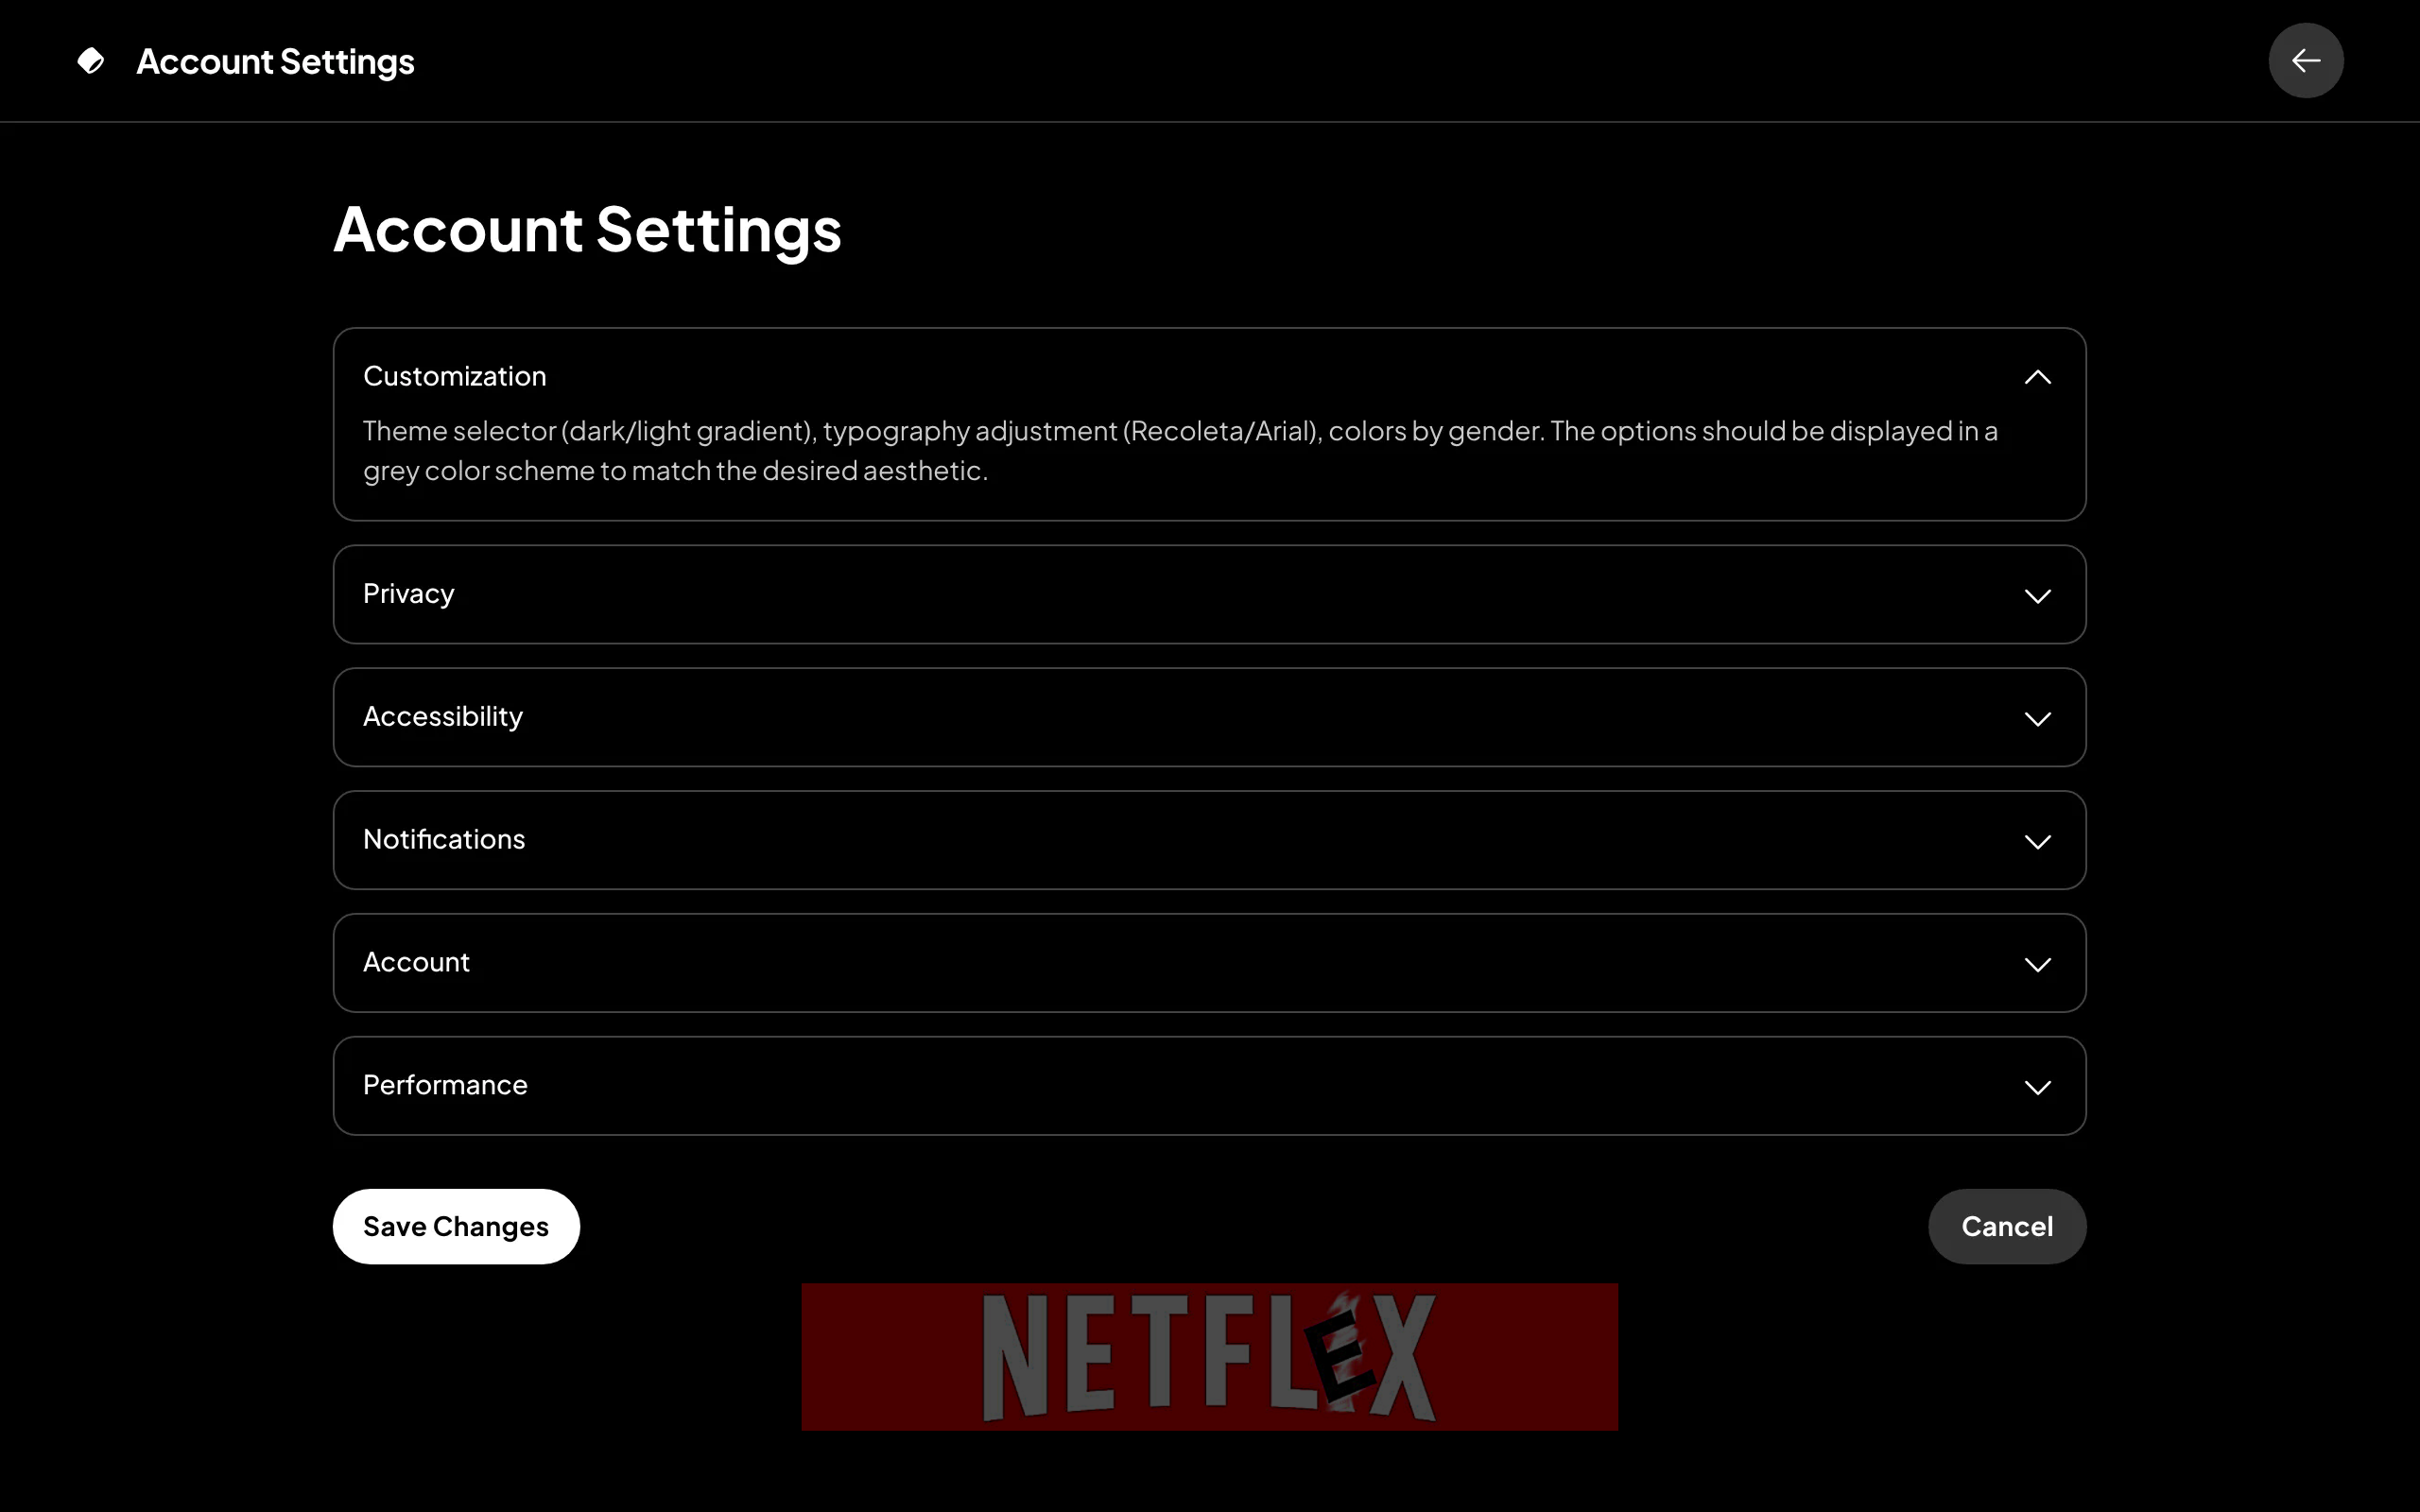 Account Settings
Account Settings
Customization
Theme selector (dark/light gradient), typography adjustment (Recoleta/Arial), colors by gender. The options should be displayed in a
grey color scheme to match the desired aesthetic.
Privacy
Accessibility
Notifications
Account
Performance
Save Changes
Cancel
NETFLEX